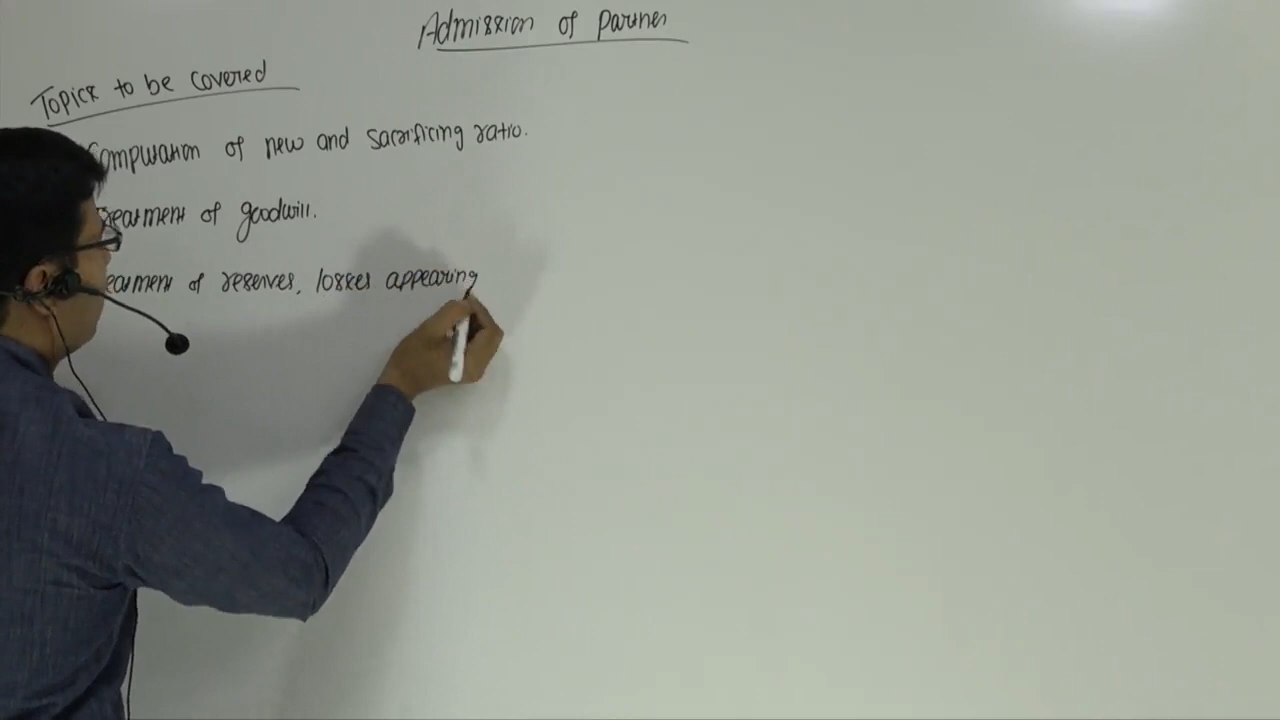 Admission of Partner
Topics to be covered
Computation of new and sacrificing ratio.
Treatment of goodwill.
eatment of reserves, losses appearing